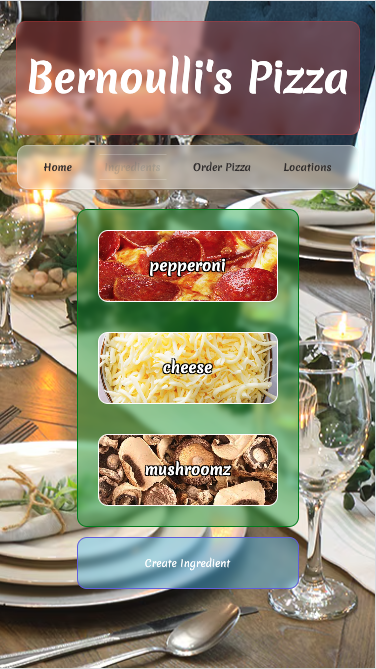 Bernoulli's Pizza
Home Ingredients Order Pizza Locations
pepperoni
cheese
mushroomz
Create Ingredient